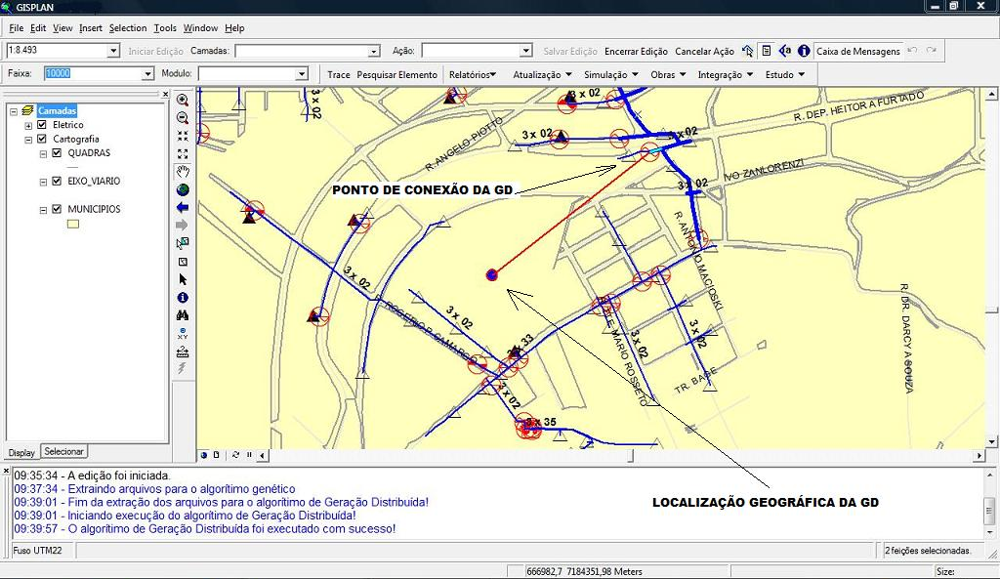 GISPLAN
File Edit View Insert Selection Tools Window Help
1:8.493 Iniciar Edição Camadas: Ação: Salvar Edição Encerrar Edição Cancelar Ação Caixa de Mensagens
Faixa: 10000 Modulo: Trace Pesquisar Elemento Relatórios Atualização Simulação Obras Integração Estudo
Camadas
Eletrico
Cartografia
QUADRAS
EIXO_VIARIO
MUNICIPIOS
Display Selecionar
3 x 02
3 x 02
R. DEP. HEITOR A FURTADO
R. ANGELO PIOTTO
3 x 02
3 x 02
IVO ZANLORENZI
PONTO DE CONEXÃO DA GD
3 x 02
R. ANTONIO MACIOSKI
3 x 02
R. ROGERIO P. CAMARGO
3 x 02
R. DR. DARCY A SOUZA
3 x 02
3 x 02
TR. BAGE
3 x 02
3 x 35
LOCALIZAÇÃO GEOGRÁFICA DA GD
09:35:34 - A edição foi iniciada.
09:37:34 - Extraindo arquivos para o algorítimo genético
09:39:01 - Fim da extração dos arquivos para o algorítimo de Geração Distribuída!
09:39:01 - Iniciando execução do algorítimo de Geração Distribuída!
09:39:57 - O algorítimo de Geração Distribuída foi executado com sucesso!
Fuso UTM22 2 feições selecionadas.
666982,7 7184351,98 Meters Size: